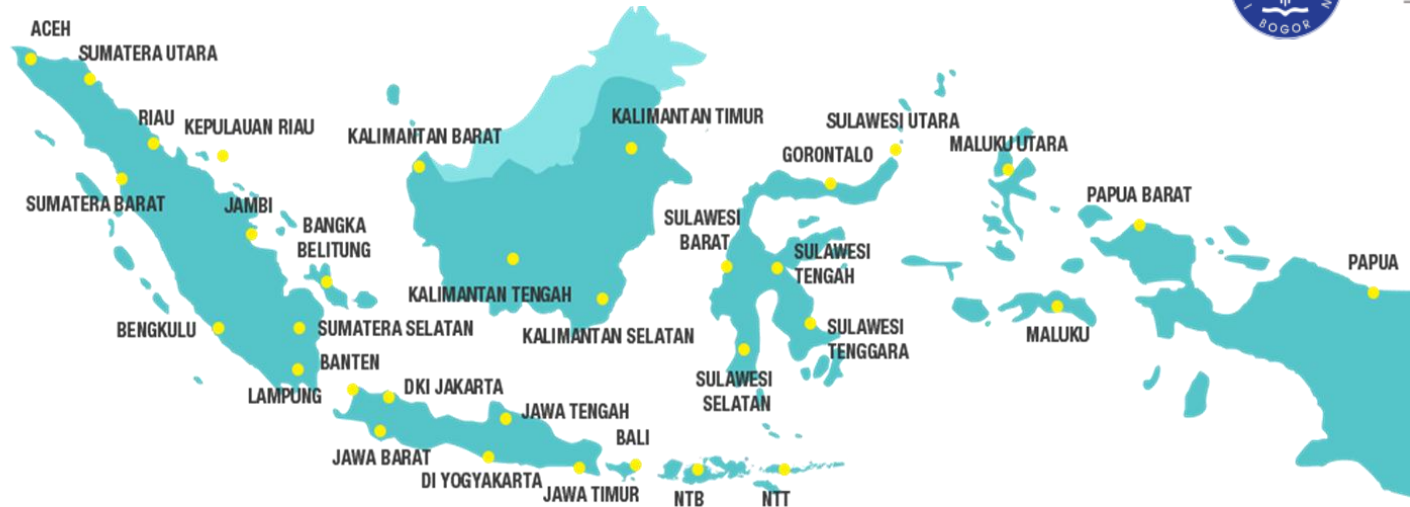 ACEH
SUMATERA UTARA
RIAU
KEPULAUAN RIAU
SUMATERA BARAT
JAMBI
BANGKA
BELITUNG
BENGKULU
SUMATERA SELATAN
LAMPUNG
BANTEN
DKI JAKARTA
JAWA BARAT
JAWA TENGAH
DI YOGYAKARTA
JAWA TIMUR
BALI
NTB
NTT
KALIMANTAN BARAT
KALIMANTAN TIMUR
KALIMANTAN TENGAH
KALIMANTAN SELATAN
SULAWESI UTARA
GORONTALO
SULAWESI
BARAT
SULAWESI
TENGAH
SULAWESI
TENGGARA
SULAWESI
SELATAN
MALUKU UTARA
MALUKU
PAPUA BARAT
PAPUA
I BOGOR N